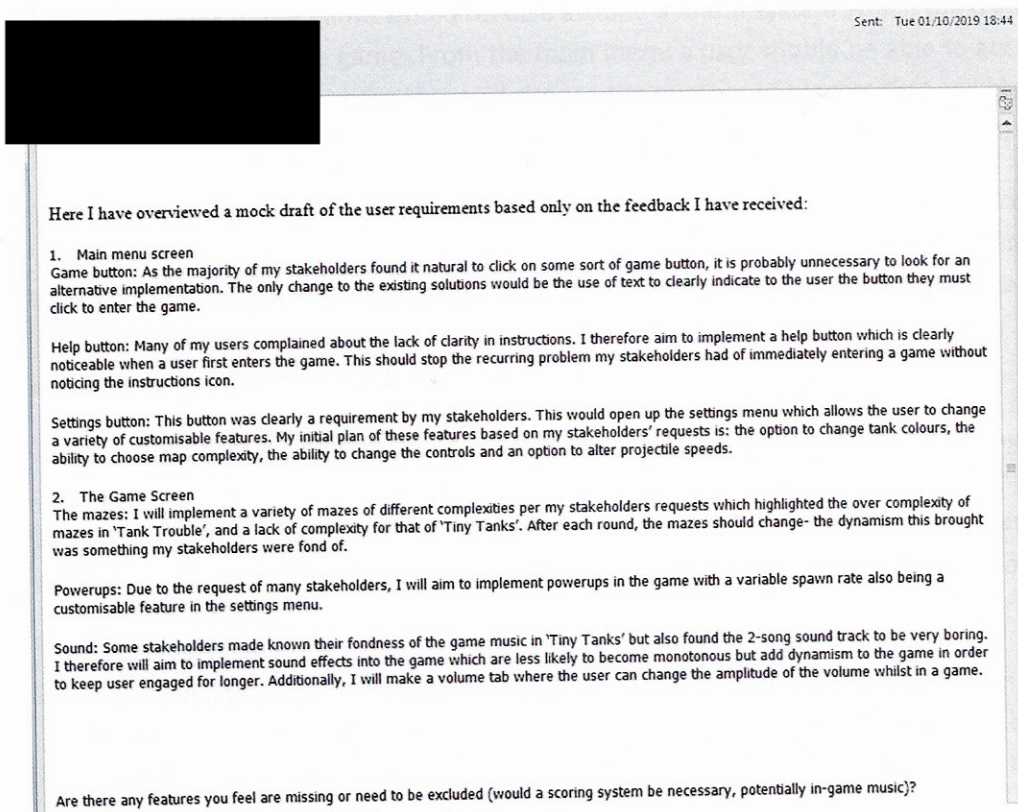 Sent: Tue 01/10/2019 18:44
Here I have overviewed a mock draft of the user requirements based only on the feedback I have received:
1. Main menu screen
Game button: As the majority of my stakeholders found it natural to click on some sort of game button, it is probably unnecessary to look for an
alternative implementation. The only change to the existing solutions would be the use of text to clearly indicate to the user the button they must
click to enter the game.
Help button: Many of my users complained about the lack of clarity in instructions. I therefore aim to implement a help button which is clearly
noticeable when a user first enters the game. This should stop the recurring problem my stakeholders had of immediately entering a game without
noticing the instructions icon.
Settings button: This button was clearly a requirement by my stakeholders. This would open up the settings menu which allows the user to change
a variety of customisable features. My initial plan of these features based on my stakeholders' requests is: the option to change tank colours, the
ability to choose map complexity, the ability to change the controls and an option to alter projectile speeds.
2. The Game Screen
The mazes: I will implement a variety of mazes of different complexities per my stakeholders requests which highlighted the over complexity of
mazes in 'Tank Trouble', and a lack of complexity for that of 'Tiny Tanks'. After each round, the mazes should change- the dynamism this brought
was something my stakeholders were fond of.
Powerups: Due to the request of many stakeholders, I will aim to implement powerups in the game with a variable spawn rate also being a
customisable feature in the settings menu.
Sound: Some stakeholders made known their fondness of the game music in 'Tiny Tanks' but also found the 2-song sound track to be very boring.
I therefore will aim to implement sound effects into the game which are less likely to become monotonous but add dynamism to the game in order
to keep user engaged for longer. Additionally, I will make a volume tab where the user can change the amplitude of the volume whilst in a game.
Are there any features you feel are missing or need to be excluded (would a scoring system be necessary, potentially in-game music)?